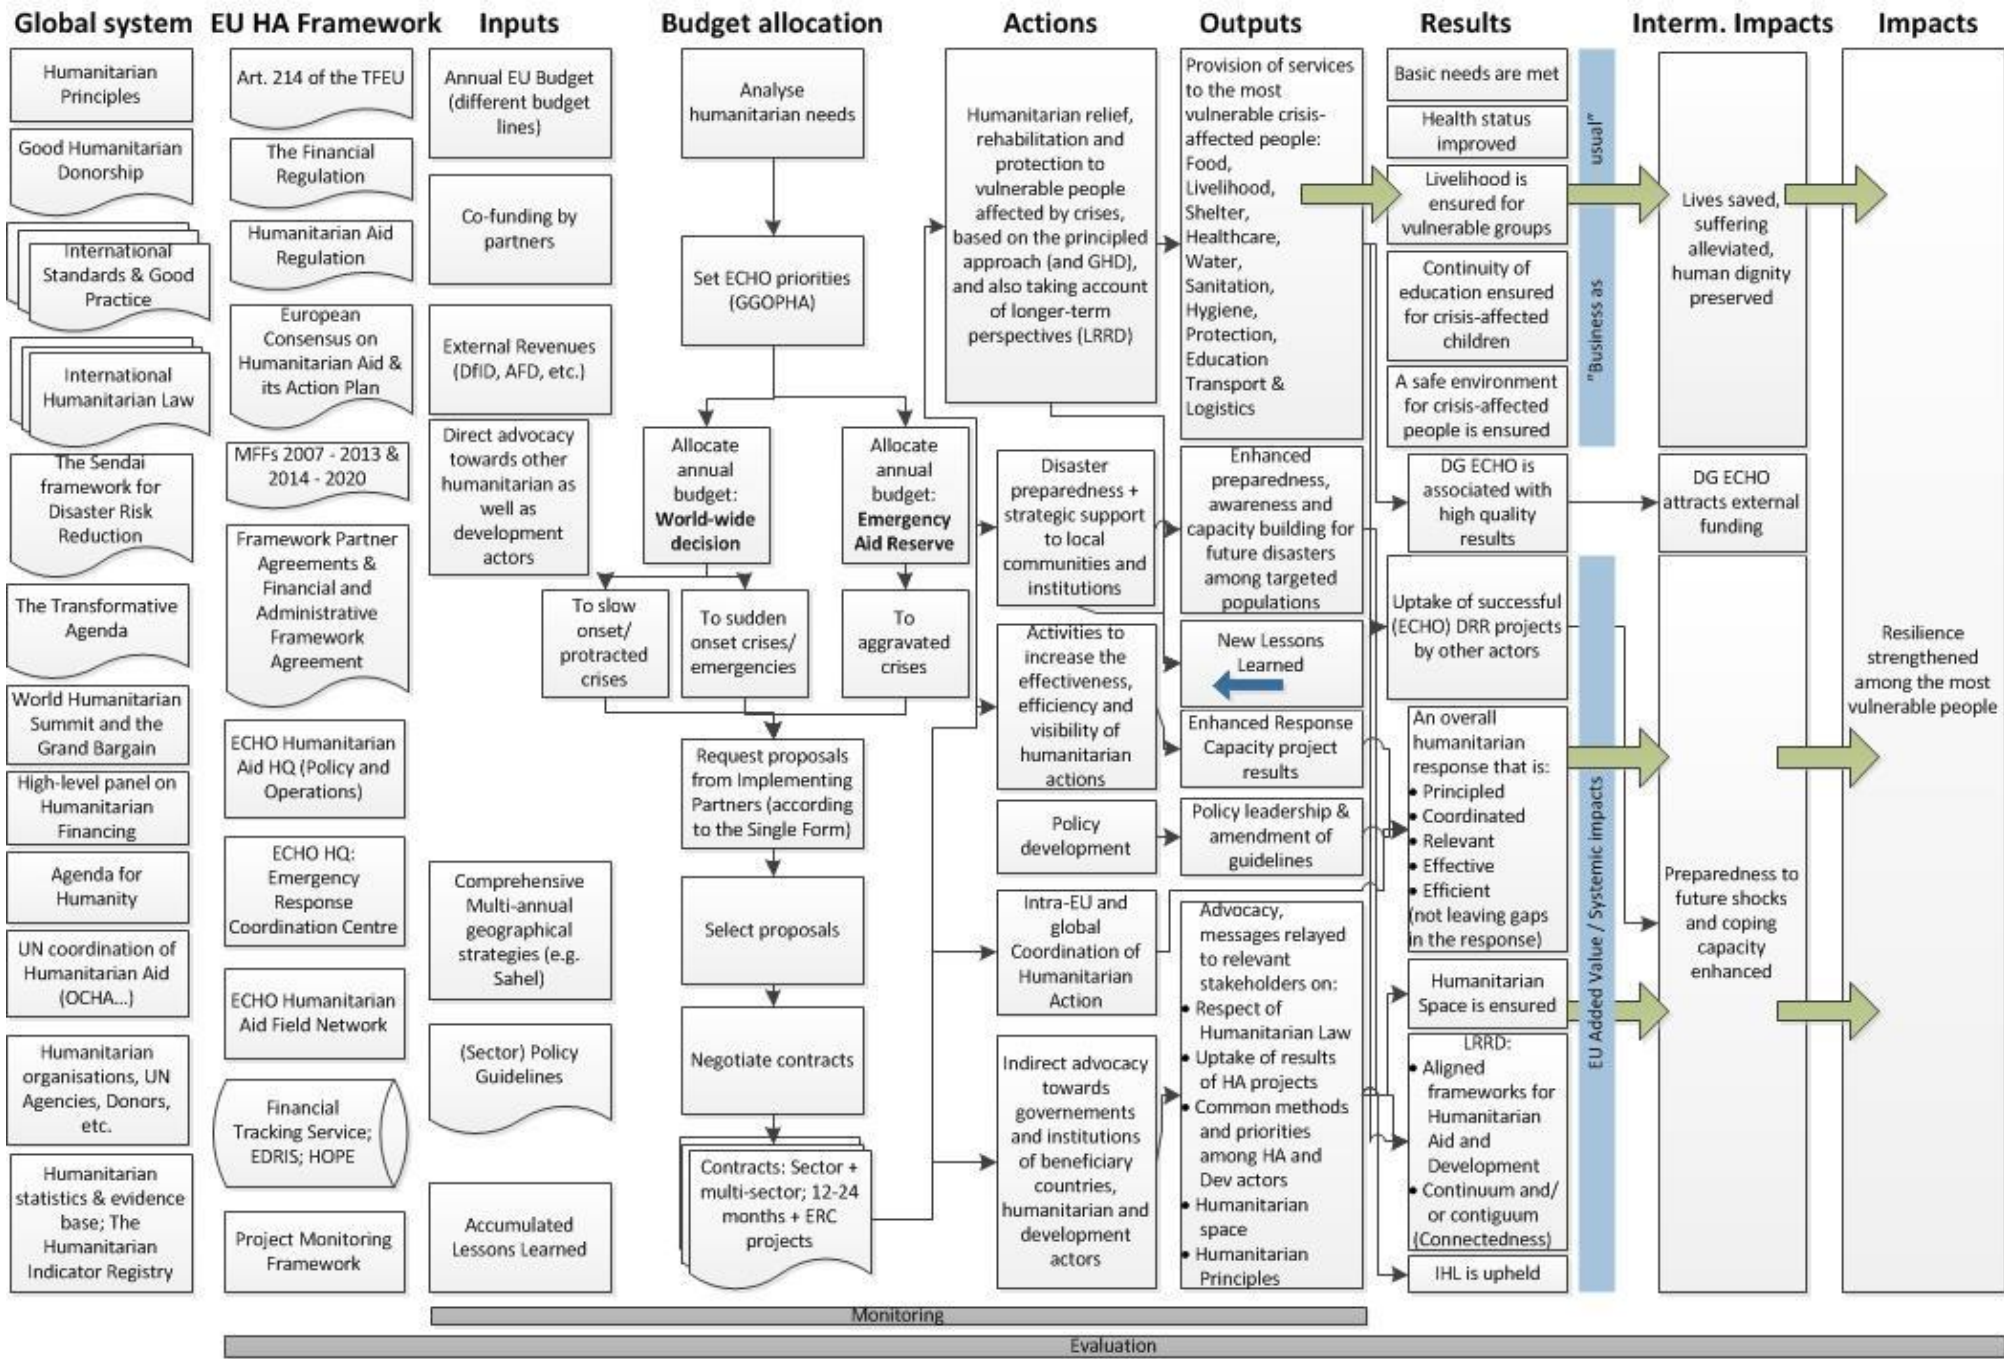 Global system
EU HA Framework
Inputs
Budget allocation
Actions
Outputs
Results
Interm. Impacts
Impacts
Humanitarian
Principles
Good Humanitarian
Donorship
International
Standards & Good
Practice
International
Humanitarian Law
The Sendai
framework for
Disaster Risk
Reduction
The Transformative
Agenda
World Humanitarian
Summit and the
Grand Bargain
High-level panel on
Humanitarian
Financing
Agenda for
Humanity
UN coordination of
Humanitarian Aid
(OCHA...)
Humanitarian
organisations, UN
Agencies, Donors,
etc.
Humanitarian
statistics & evidence
base; The
Humanitarian
Indicator Registry
Art. 214 of the TFEU
The Financial
Regulation
Humanitarian Aid
Regulation
European
Consensus on
Humanitarian Aid &
its Action Plan
MFFs 2007 - 2013 &
2014 - 2020
Framework Partner
Agreements &
Financial and
Administrative
Framework
Agreement
ECHO Humanitarian
Aid HQ (Policy and
Operations)
ECHO HQ:
Emergency
Response
Coordination Centre
ECHO Humanitarian
Aid Field Network
Financial
Tracking Service;
EDRIS; HOPE
Project Monitoring
Framework
Annual EU Budget
(different budget
lines)
Co-funding by
partners
External Revenues
(DfID, AFD, etc.)
Direct advocacy
towards other
humanitarian as
well as
development
actors
Comprehensive
Multi-annual
geographical
strategies (e.g.
Sahel)
(Sector) Policy
Guidelines
Accumulated
Lessons Learned
Analyse
humanitarian needs
Set ECHO priorities
(GGOPHA)
Allocate
annual
budget:
World-wide
decision
Allocate
annual
budget:
Emergency
Aid Reserve
To slow
onset/
protracted
crises
To sudden
onset crises/
emergencies
To
aggravated
crises
Request proposals
from Implementing
Partners (according
to the Single Form)
Select proposals
Negotiate contracts
Contracts: Sector +
multi-sector; 12-24
months + ERC
projects
Humanitarian relief,
rehabilitation and
protection to
vulnerable people
affected by crises,
based on the principled
approach (and GHD),
and also taking account
of longer-term
perspectives (LRRD)
Disaster
preparedness +
strategic support
to local
communities and
institutions
Activities to
increase the
effectiveness,
efficiency and
visibility of
humanitarian
actions
Policy
development
Intra-EU and
global
Coordination of
Humanitarian
Action
Indirect advocacy
towards
governements
and institutions
of beneficiary
countries,
humanitarian and
development
actors
Provision of services
to the most
vulnerable crisis-
affected people:
Food,
Livelihood,
Shelter,
Healthcare,
Water,
Sanitation,
Hygiene,
Protection,
Education
Transport &
Logistics
Enhanced
preparedness,
awareness and
capacity building for
future disasters
among targeted
populations
New Lessons
Learned
Enhanced Response
Capacity project
results
Policy leadership &
amendment of
guidelines
Advocacy,
messages relayed
to relevant
stakeholders on:
• Respect of
Humanitarian Law
• Uptake of results
of HA projects
• Common methods
and priorities
among HA and
Dev actors
• Humanitarian
space
• Humanitarian
Principles
Basic needs are met
Health status
improved
Livelihood is
ensured for
vulnerable groups
Continuity of
education ensured
for crisis-affected
children
A safe environment
for crisis-affected
people is ensured
DG ECHO is
associated with
high quality
results
Uptake of successful
(ECHO) DRR projects
by other actors
An overall
humanitarian
response that is:
• Principled
• Coordinated
• Relevant
• Effective
• Efficient
(not leaving gaps
in the response)
Humanitarian
Space is ensured
LRRD:
• Aligned
frameworks for
Humanitarian
Aid and
Development
• Continuum and/
or contiguum
(Connectedness)
IHL is upheld
"Business as usual"
EU Added Value / Systemic impacts
Lives saved,
suffering
alleviated,
human dignity
preserved
DG ECHO
attracts external
funding
Preparedness to
future shocks
and coping
capacity
enhanced
Resilience
strengthened
among the most
vulnerable people
Monitoring
Evaluation